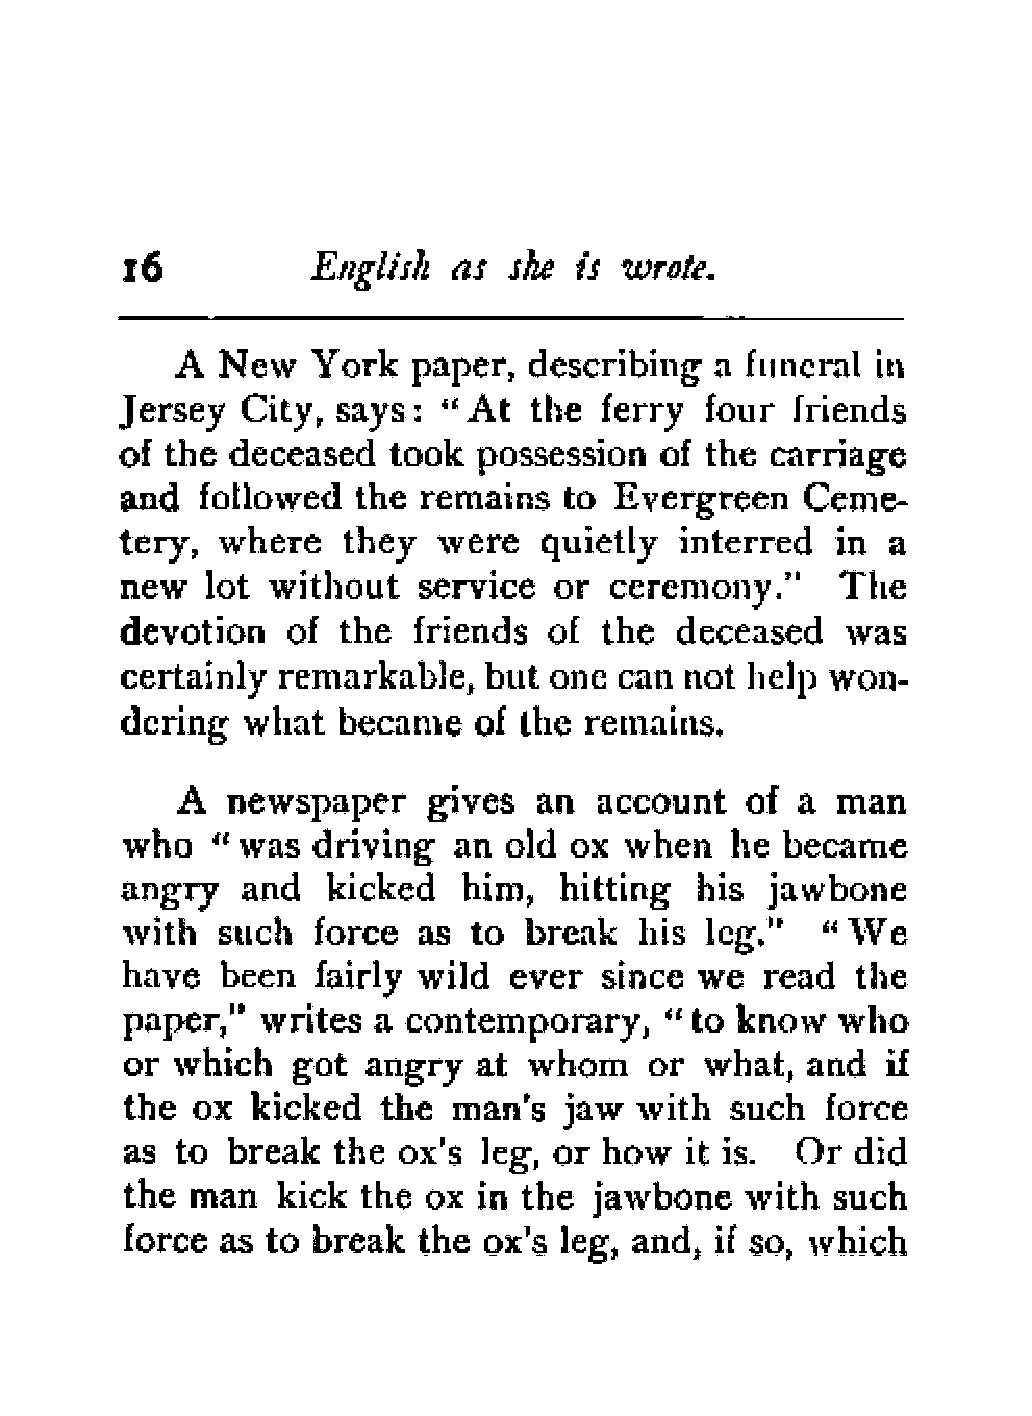 16 English as she is wrote.
A New York paper, describing a funeral in
Jersey City, says: "At the ferry four friends
of the deceased took possession of the carriage
and followed the remains to Evergreen Ceme-
tery, where they were quietly interred in a
new lot without service or ceremony." The
devotion of the friends of the deceased was
certainly remarkable, but one can not help won-
dering what became of the remains.
A newspaper gives an account of a man
who "was driving an old ox when he became
angry and kicked him, hitting his jawbone
with such force as to break his leg." "We
have been fairly wild ever since we read the
paper," writes a contemporary, "to know who
or which got angry at whom or what, and if
the ox kicked the man's jaw with such force
as to break the ox's leg, or how it is. Or did
the man kick the ox in the jawbone with such
force as to break the ox's leg, and, if so, which